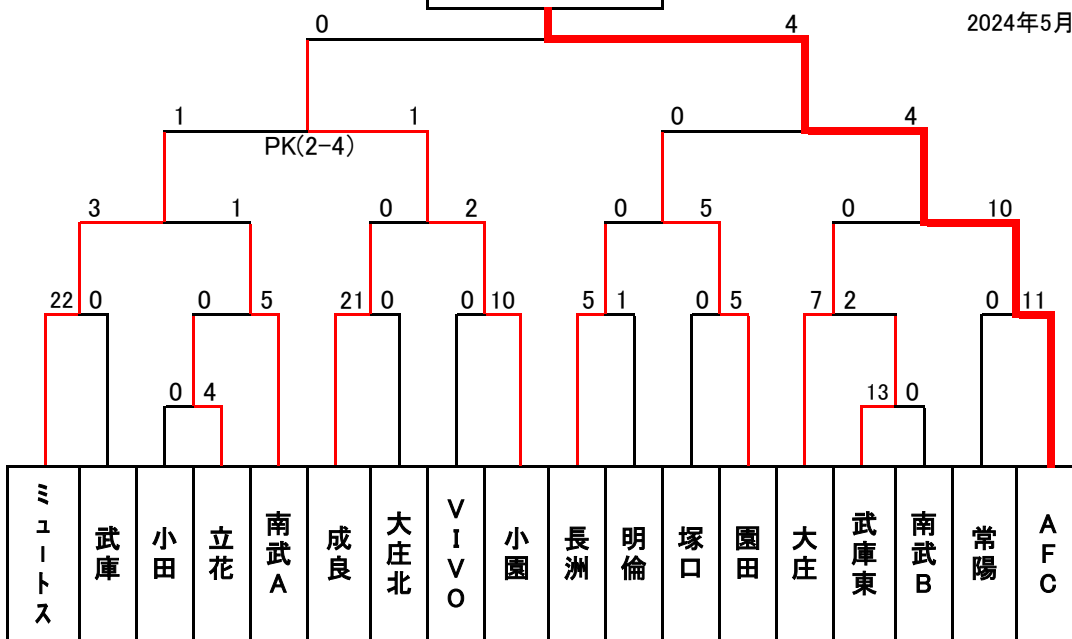 2024年5月
0 4
1 1 0 4
PK(2-4)
3 1 0 2 0 5 0 10
22 0 0 5 21 0 0 10 5 1 0 5 7 2 0 11
0 4 13 0
ミュートス
武庫
小田
立花
南武A
成良
大庄北
VIVO
小園
長洲
明倫
塚口
園田
大庄
武庫東
南武B
常陽
AFC